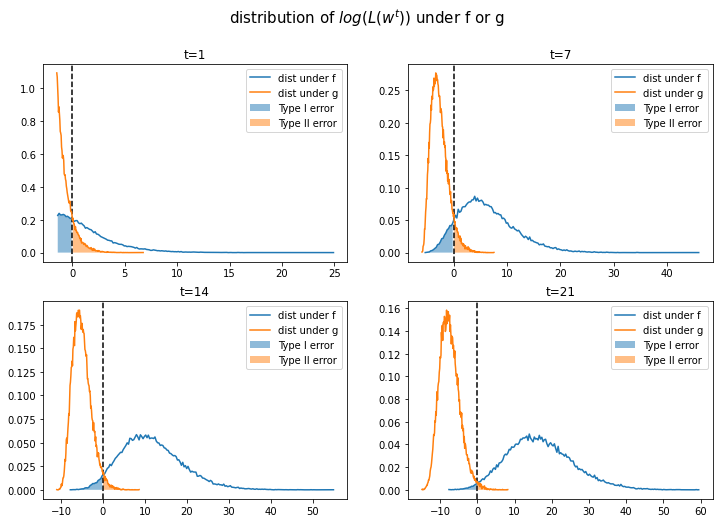 distribution of log(L(w^t)) under f or g
t=1
1.0
0.8
0.6
0.4
0.2
0.0
0 5 10 15 20 25
dist under f
dist under g
Type I error
Type II error
t=7
0.25
0.20
0.15
0.10
0.05
0.00
0 10 20 30 40
dist under f
dist under g
Type I error
Type II error
t=14
0.175
0.150
0.125
0.100
0.075
0.050
0.025
0.000
−10 0 10 20 30 40 50
dist under f
dist under g
Type I error
Type II error
t=21
0.16
0.14
0.12
0.10
0.08
0.06
0.04
0.02
0.00
−10 0 10 20 30 40 50 60
dist under f
dist under g
Type I error
Type II error